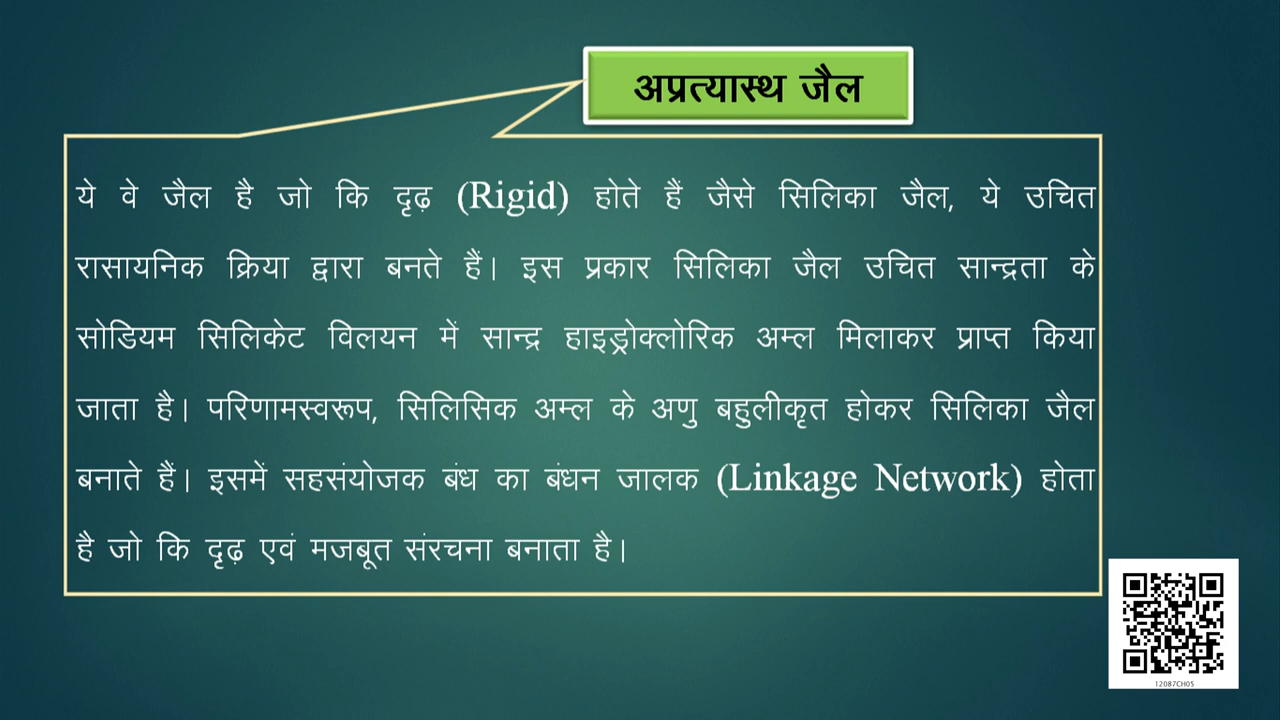 अप्रत्यास्थ जैल
ये वे जैल है जो कि दृढ़ (Rigid) होते हैं जैसे सिलिका जैल, ये उचित
रासायनिक क्रिया द्वारा बनते हैं। इस प्रकार सिलिका जैल उचित सान्द्रता के
सोडियम सिलिकेट विलयन में सान्द्र हाइड्रोक्लोरिक अम्ल मिलाकर प्राप्त किया
जाता है। परिणामस्वरूप, सिलिसिक अम्ल के अणु बहुलीकृत होकर सिलिका जैल
बनाते हैं। इसमें सहसंयोजक बंध का बंधन जालक (Linkage Network) होता
है जो कि दृढ़ एवं मजबूत संरचना बनाता है।
12087CH05